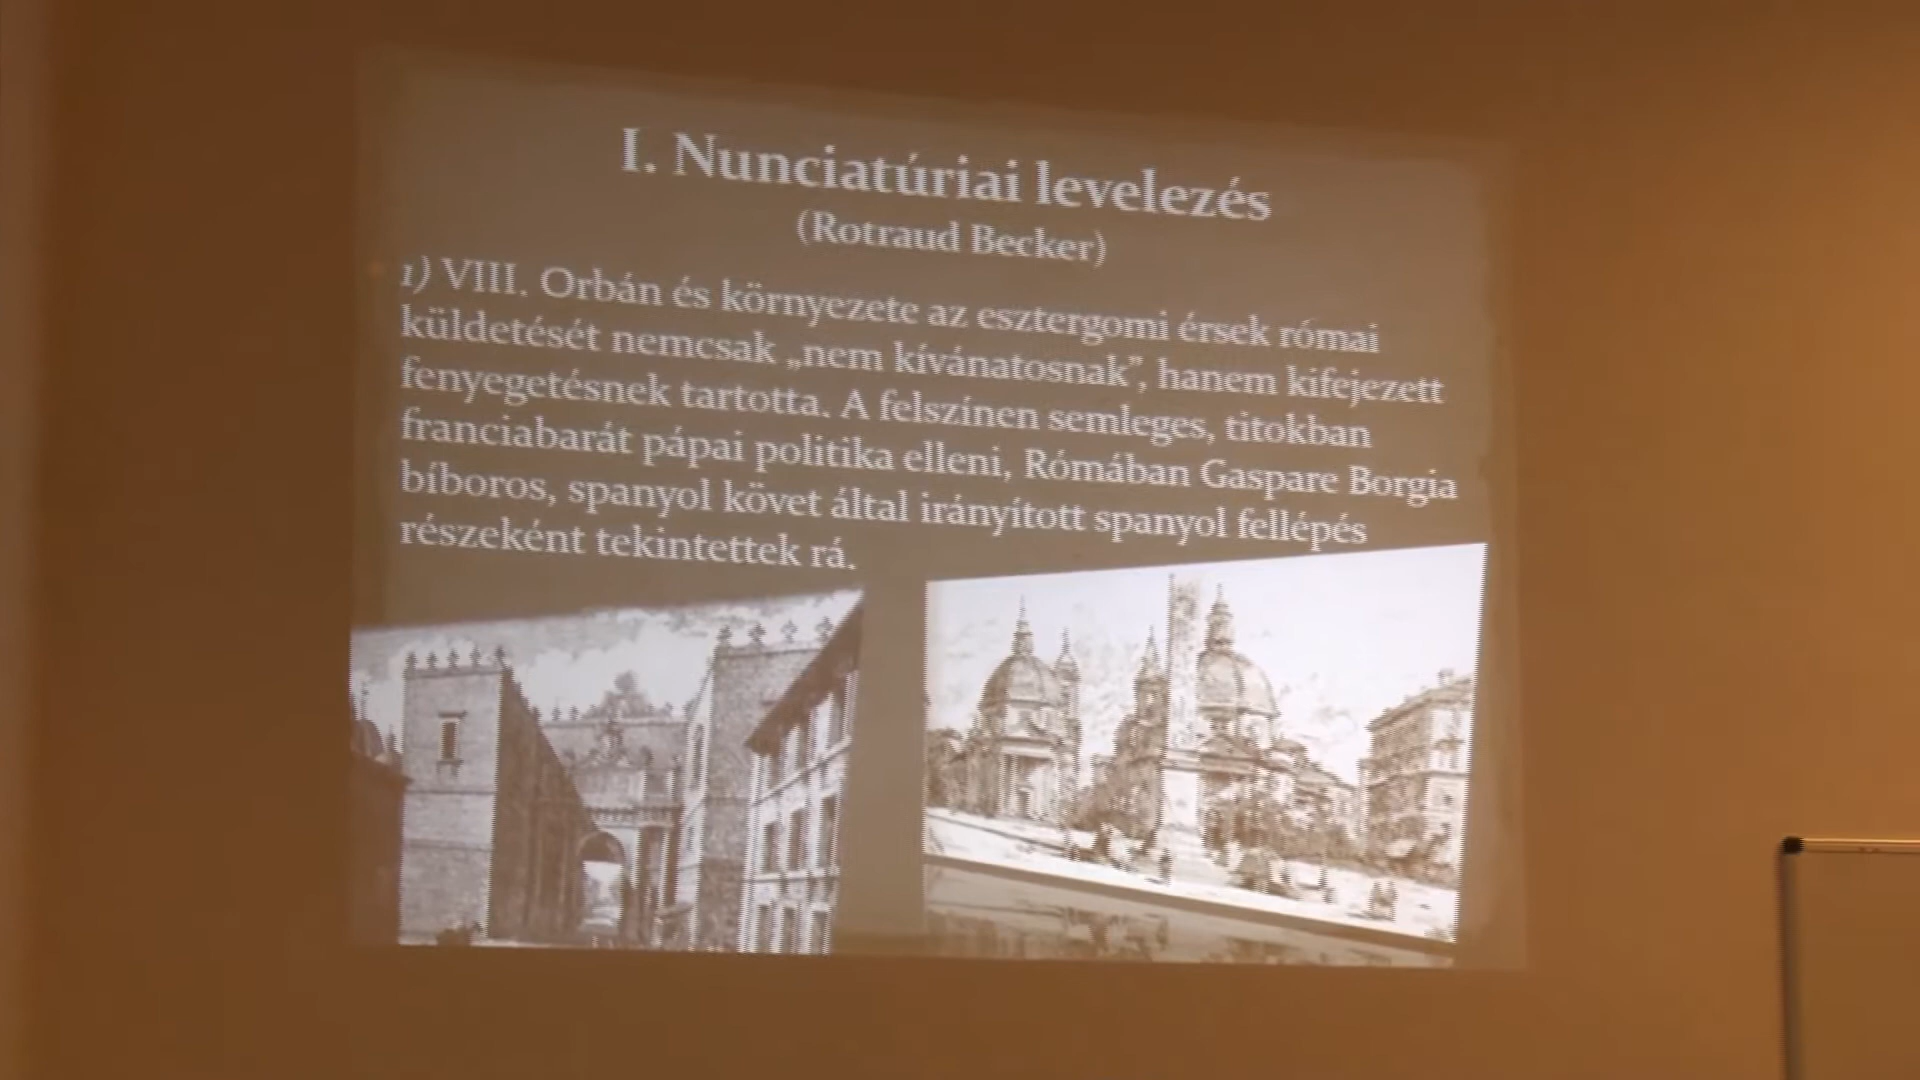 I. Nunciatúriai levelezés
(Rotraud Becker)
1) VIII. Orbán és környezete az esztergomi érsek római
küldetését nemcsak „nem kívánatosnak”, hanem kifejezett
fenyegetésnek tartotta. A felszínen semleges, titokban
franciabarát pápai politika elleni, Rómában Gaspare Borgia
bíboros, spanyol követ által irányított spanyol fellépés
részeként tekintettek rá.